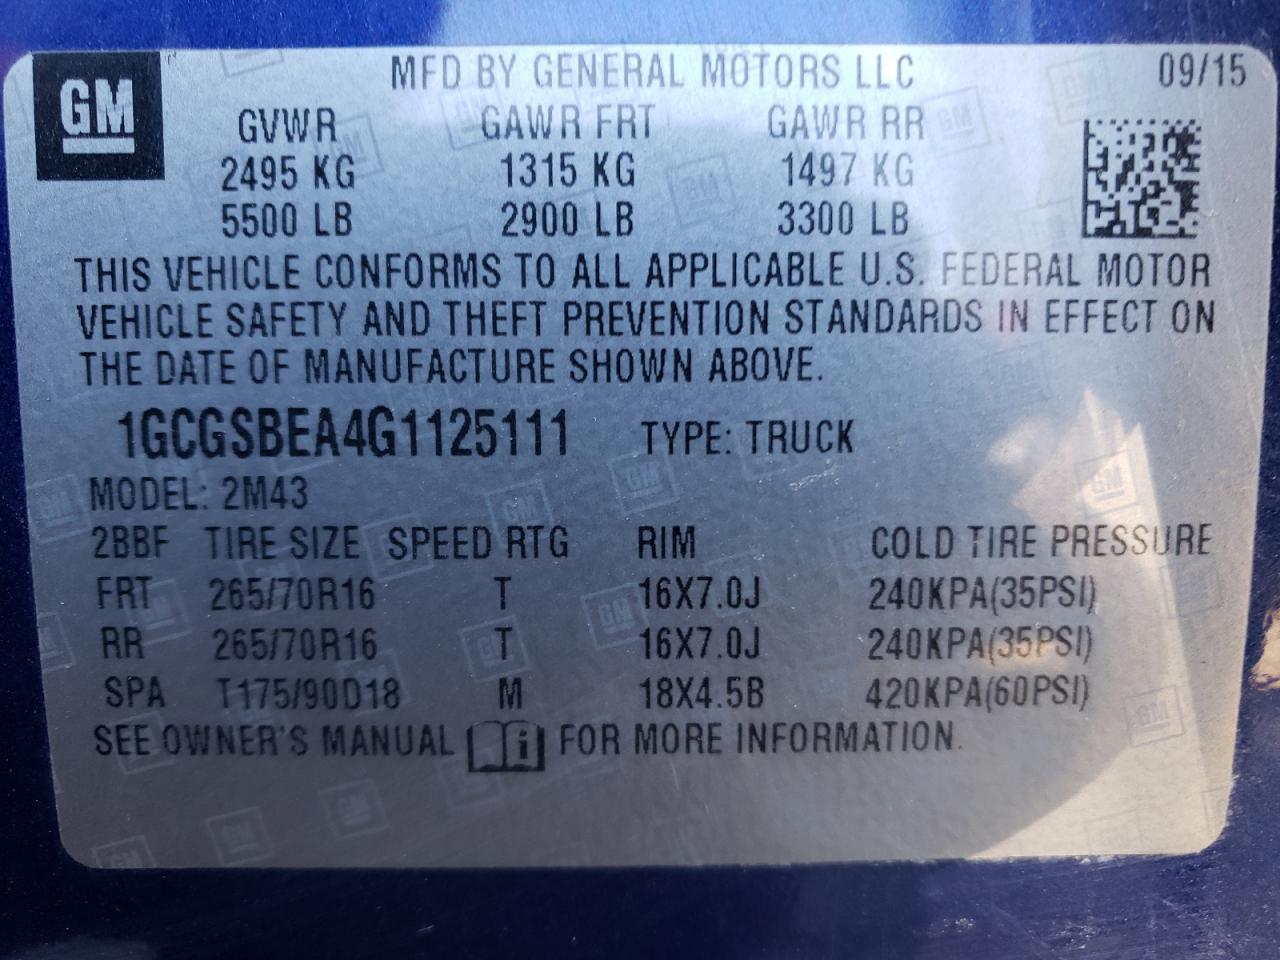 GM
MFD BY GENERAL MOTORS LLC 09/15
GVWR GAWR FRT GAWR RR
2495 KG 1315 KG 1497 KG
5500 LB 2900 LB 3300 LB
THIS VEHICLE CONFORMS TO ALL APPLICABLE U.S. FEDERAL MOTOR
VEHICLE SAFETY AND THEFT PREVENTION STANDARDS IN EFFECT ON
THE DATE OF MANUFACTURE SHOWN ABOVE.
1GCGSBEA4G1125111 TYPE: TRUCK
MODEL: 2M43
2BBF TIRE SIZE SPEED RTG RIM COLD TIRE PRESSURE
FRT 265/70R16 T 16X7.0J 240KPA(35PSI)
RR 265/70R16 T 16X7.0J 240KPA(35PSI)
SPA T175/90D18 M 18X4.5B 420KPA(60PSI)
SEE OWNER'S MANUAL i FOR MORE INFORMATION.